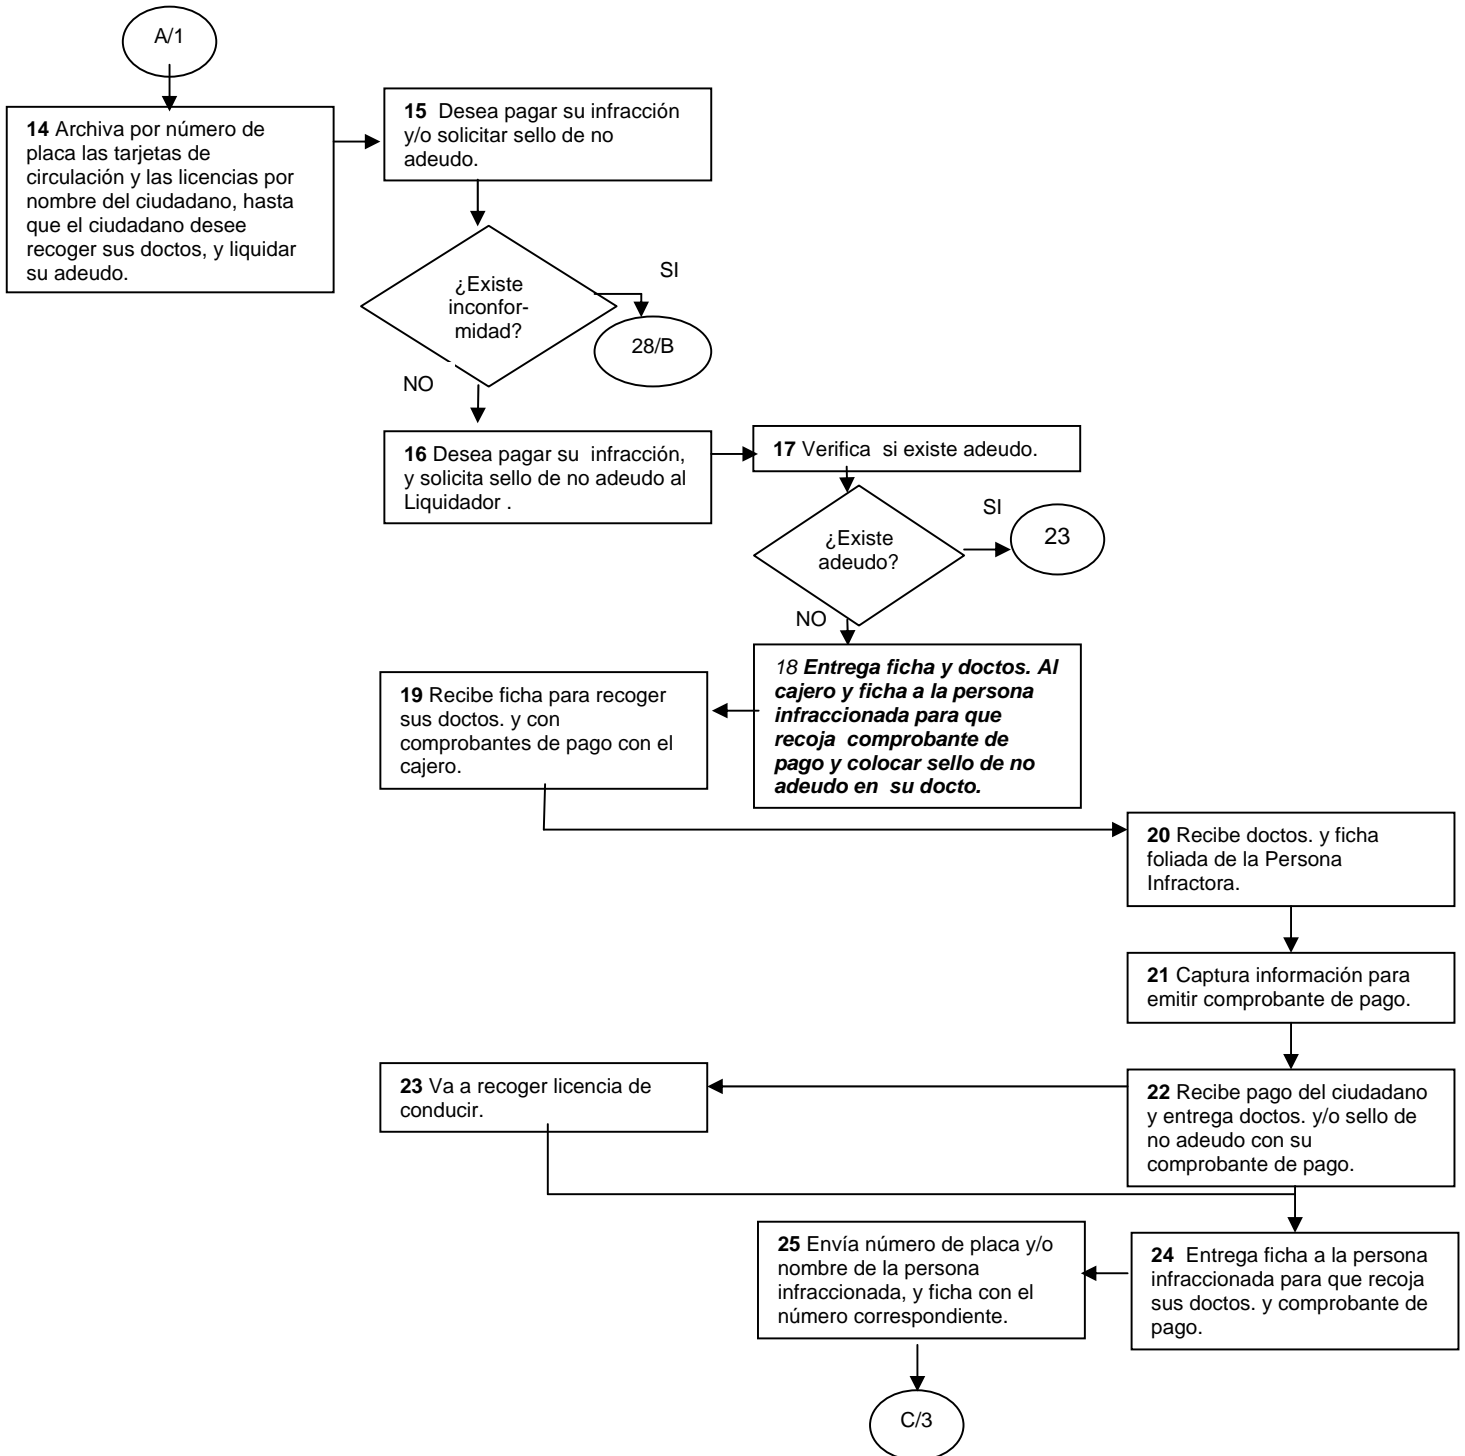 A/1
14 Archiva por número de
placa las tarjetas de
circulación y las licencias por
nombre del ciudadano, hasta
que el ciudadano desee
recoger sus doctos, y liquidar
su adeudo.
15 Desea pagar su infracción
y/o solicitar sello de no
adeudo.
¿Existe
inconfor-
midad?
SI
28/B
NO
16 Desea pagar su infracción,
y solicita sello de no adeudo al
Liquidador .
17 Verifica si existe adeudo.
¿Existe
adeudo?
SI
23
NO
18 Entrega ficha y doctos. Al
cajero y ficha a la persona
infraccionada para que
recoja comprobante de
pago y colocar sello de no
adeudo en su docto.
19 Recibe ficha para recoger
sus doctos. y con
comprobantes de pago con el
cajero.
20 Recibe doctos. y ficha
foliada de la Persona
Infractora.
21 Captura información para
emitir comprobante de pago.
22 Recibe pago del ciudadano
y entrega doctos. y/o sello de
no adeudo con su
comprobante de pago.
23 Va a recoger licencia de
conducir.
24 Entrega ficha a la persona
infraccionada para que recoja
sus doctos. y comprobante de
pago.
25 Envía número de placa y/o
nombre de la persona
infraccionada, y ficha con el
número correspondiente.
C/3